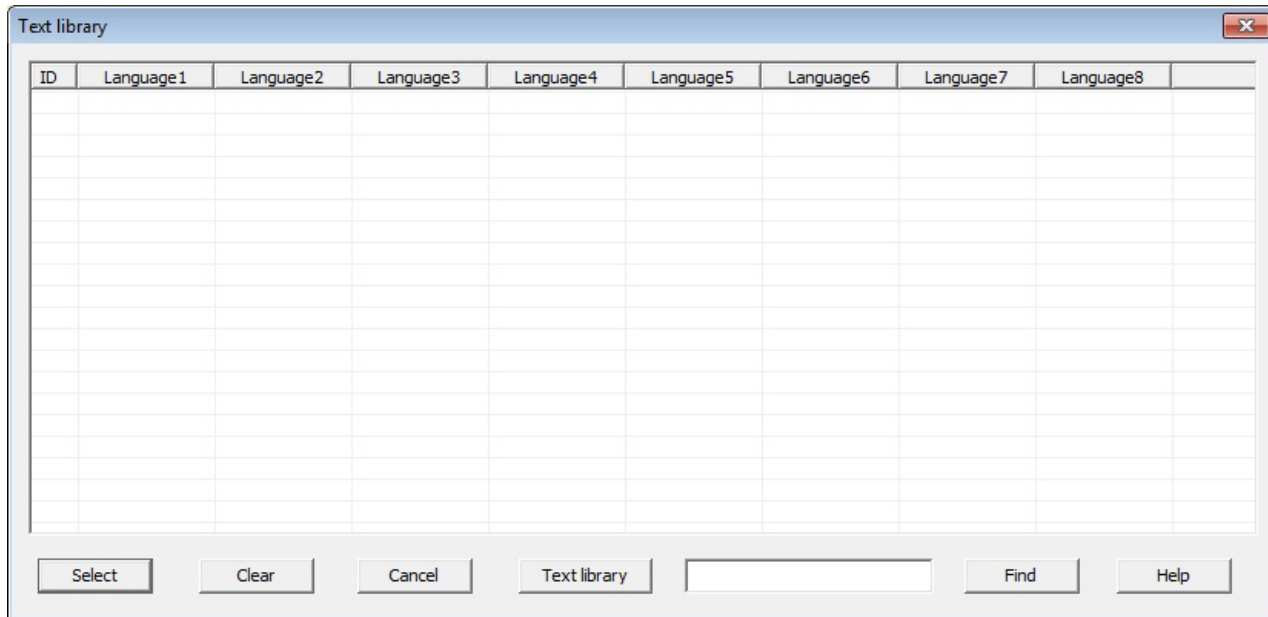 Text library
ID Language1 Language2 Language3 Language4 Language5 Language6 Language7 Language8
Select Clear Cancel Text library Find Help